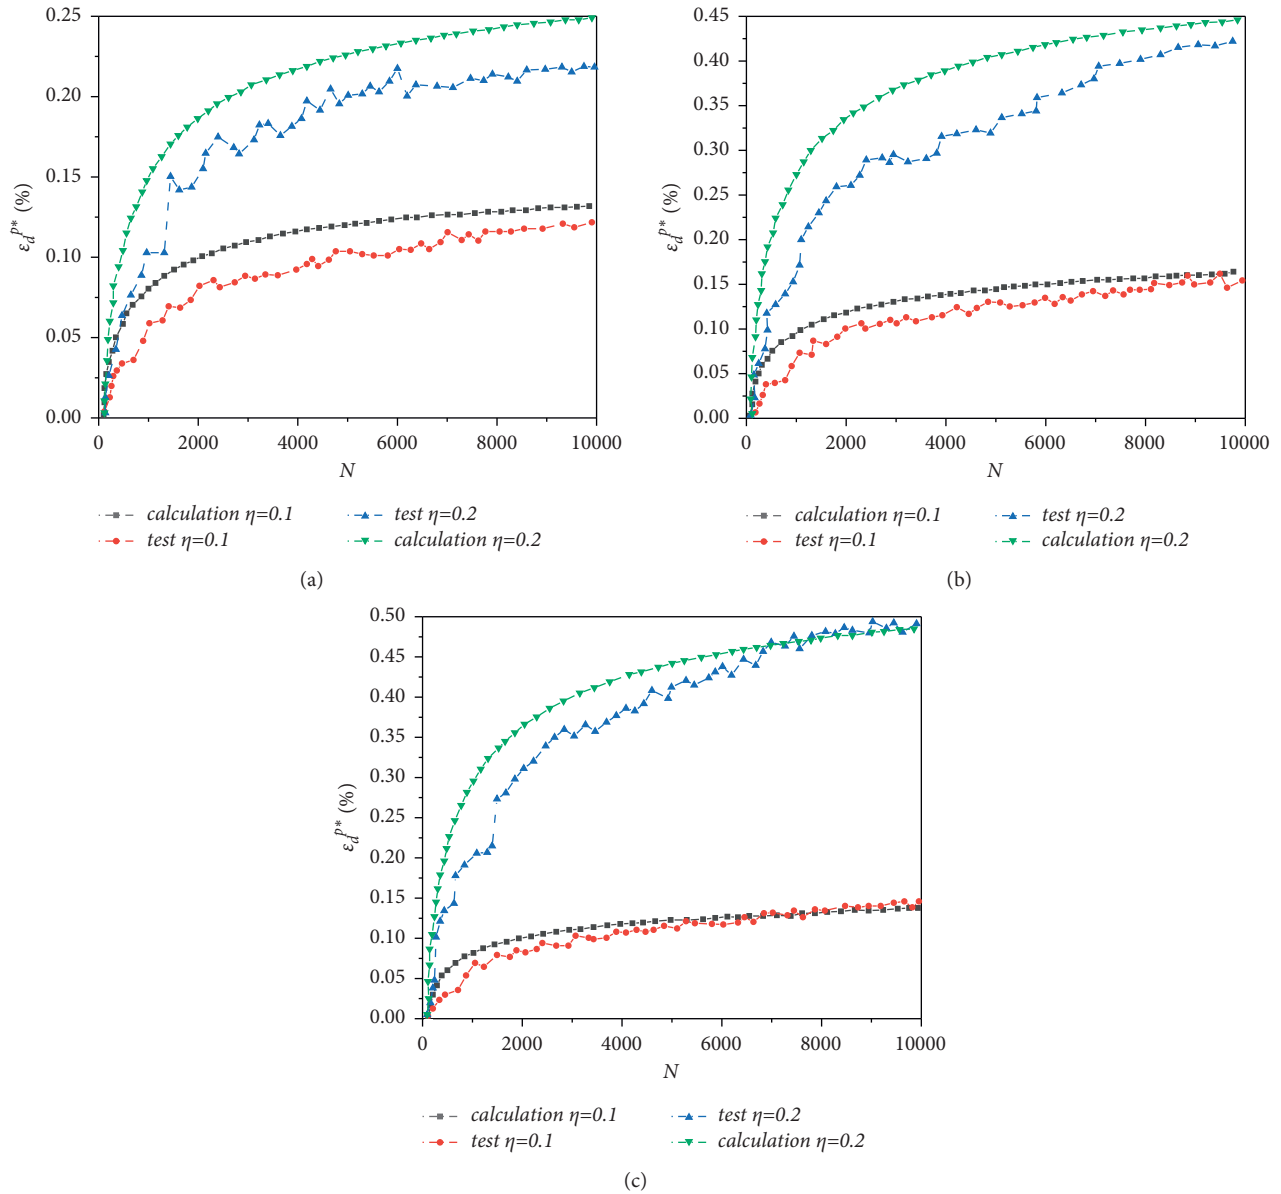 0.25
0.20
0.15
0.10
0.05
0.00
ε_d^{p*} (%)
0 2000 4000 6000 8000 10000
N
calculation η=0.1
test η=0.1
test η=0.2
calculation η=0.2
(a)
0.45
0.40
0.35
0.30
0.25
0.20
0.15
0.10
0.05
0.00
ε_d^{p*} (%)
0 2000 4000 6000 8000 10000
N
calculation η=0.1
test η=0.1
test η=0.2
calculation η=0.2
(b)
0.50
0.45
0.40
0.35
0.30
0.25
0.20
0.15
0.10
0.05
0.00
ε_d^{p*} (%)
0 2000 4000 6000 8000 10000
N
calculation η=0.1
test η=0.1
test η=0.2
calculation η=0.2
(c)